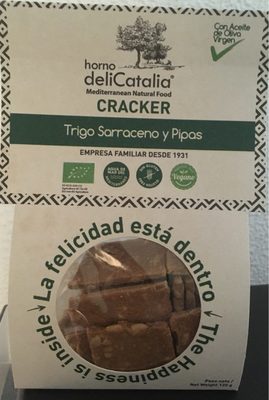 Con Aceite
de Oliva
Virgen
horno
deliCatalia®
Mediterranean Natural Food
CRACKER
Trigo Sarraceno y Pipas
EMPRESA FAMILIAR DESDE 1931
Vegano
La felicidad está dentro
The Happiness is inside
Peso neto /
Net Weight 120 g